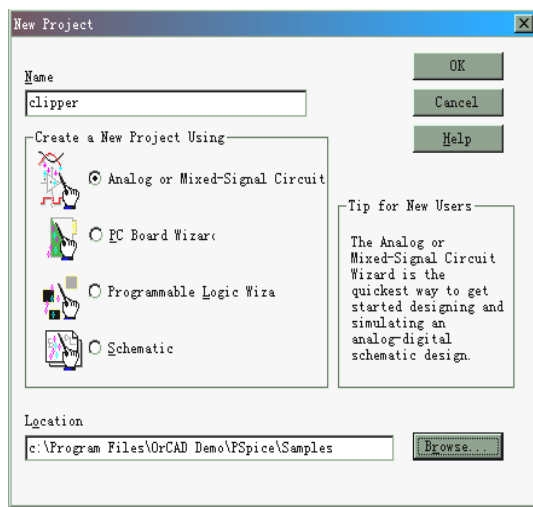 New Project
Name
clipper
OK
Cancel
Help
Create a New Project Using
Analog or Mixed-Signal Circuit
PC Board Wizard
Programmable Logic Wiza
Schematic
Tip for New Users
The Analog or
Mixed-Signal Circuit
Wizard is the
quickest way to get
started designing and
simulating an
analog-digital
schematic design.
Location
c:\Program Files\OrCAD Demo\PSpice\Samples
Browse...